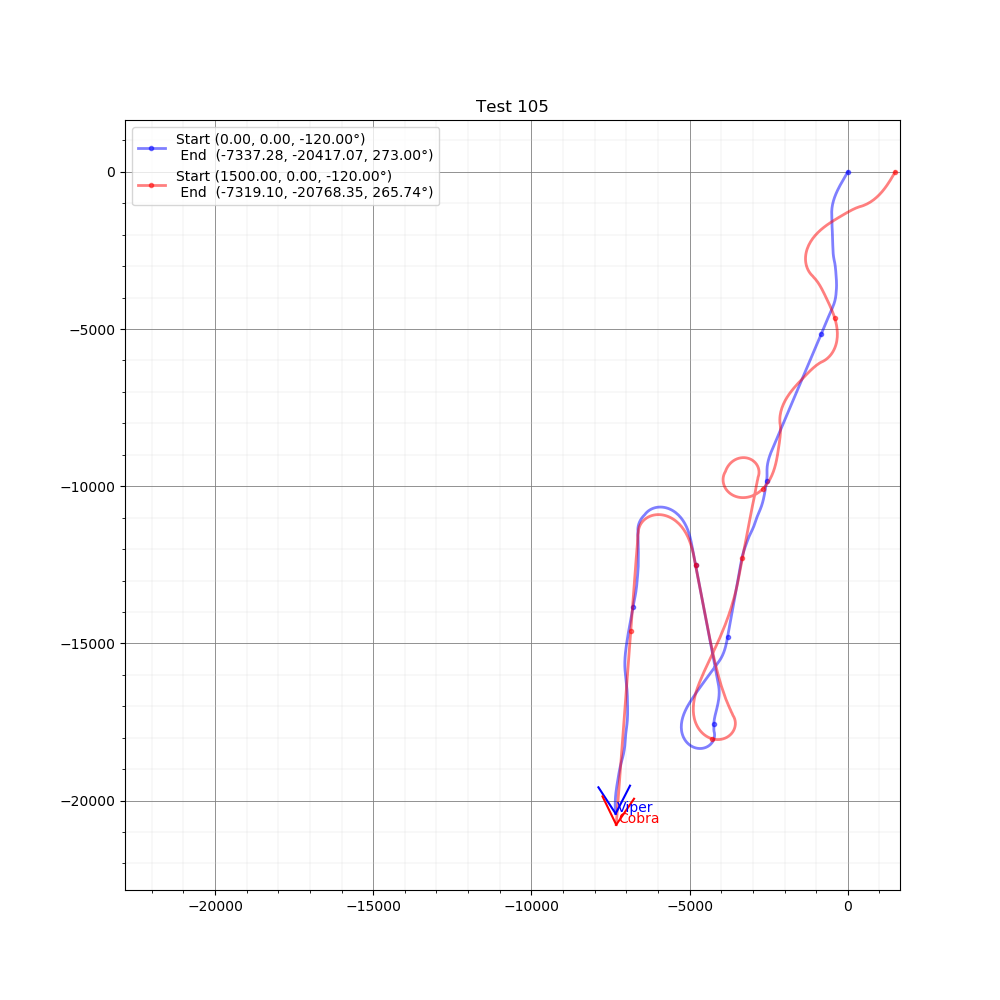 Test 105
Start (0.00, 0.00, -120.00°)
End (-7337.28, -20417.07, 273.00°)
Start (1500.00, 0.00, -120.00°)
End (-7319.10, -20768.35, 265.74°)
0
−5000
−10000
−15000
−20000
Viper
Cobra
−20000
−15000
−10000
−5000
0